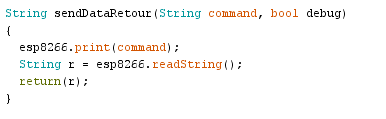 String sendDataRetour(String command, bool debug)
{
  esp8266.print(command);
  String r = esp8266.readString();
  return(r);
}